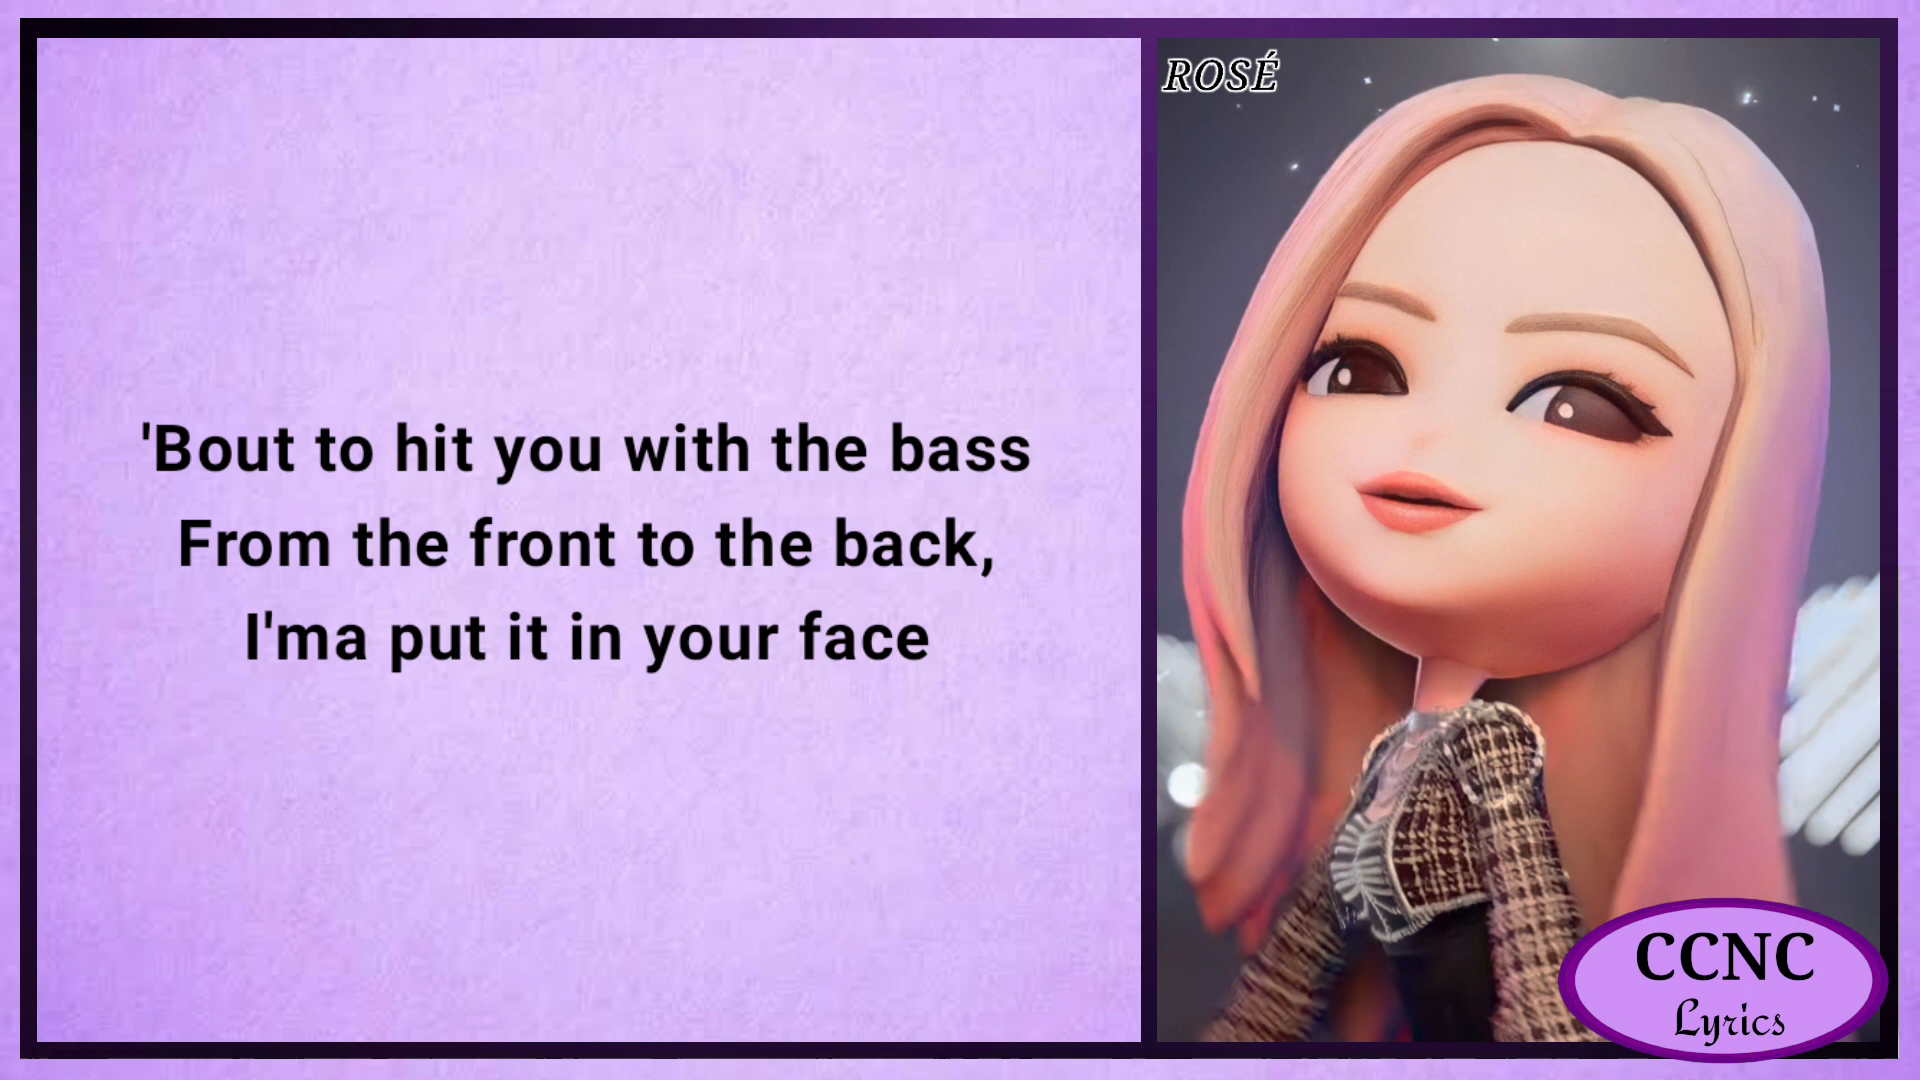 'Bout to hit you with the bass
From the front to the back,
I'ma put it in your face
ROSÉ
CCNC
Lyrics